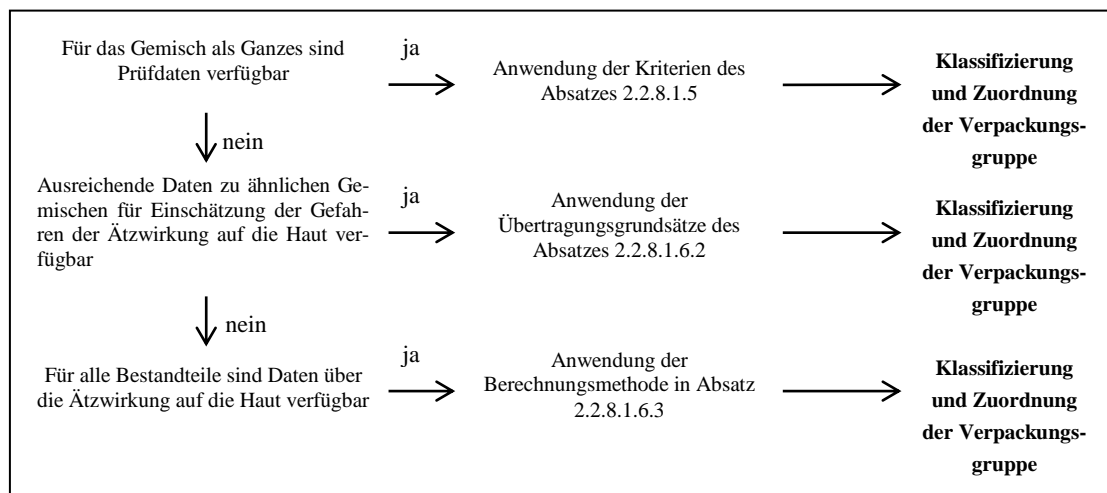 Für das Gemisch als Ganzes sind
Prüfdaten verfügbar
ja
Anwendung der Kriterien des
Absatzes 2.2.8.1.5
Klassifizierung
und Zuordnung
der Verpackungs-
gruppe
nein
Ausreichende Daten zu ähnlichen Ge-
mischen für Einschätzung der Gefah-
ren der Ätzwirkung auf die Haut ver-
fügbar
ja
Anwendung der
Übertragungsgrundsätze des
Absatzes 2.2.8.1.6.2
Klassifizierung
und Zuordnung
der Verpackungs-
gruppe
nein
Für alle Bestandteile sind Daten über
die Ätzwirkung auf die Haut verfügbar
ja
Anwendung der
Berechnungsmethode in Absatz
2.2.8.1.6.3
Klassifizierung
und Zuordnung
der Verpackungs-
gruppe